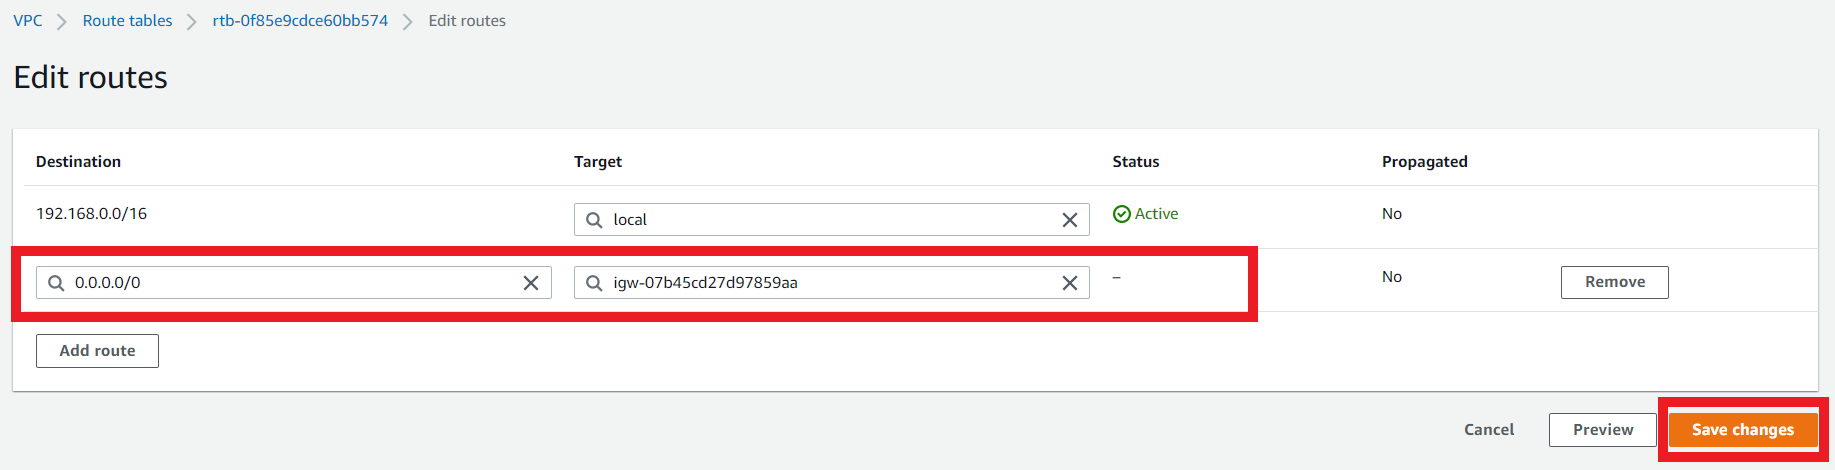 VPC > Route tables > rtb-0f85e9cdce60bb574 > Edit routes
Edit routes
Destination Target Status Propagated
192.168.0.0/16 local Active No
0.0.0.0/0 igw-07b45cd27d97859aa – No Remove
Add route
Cancel Preview Save changes